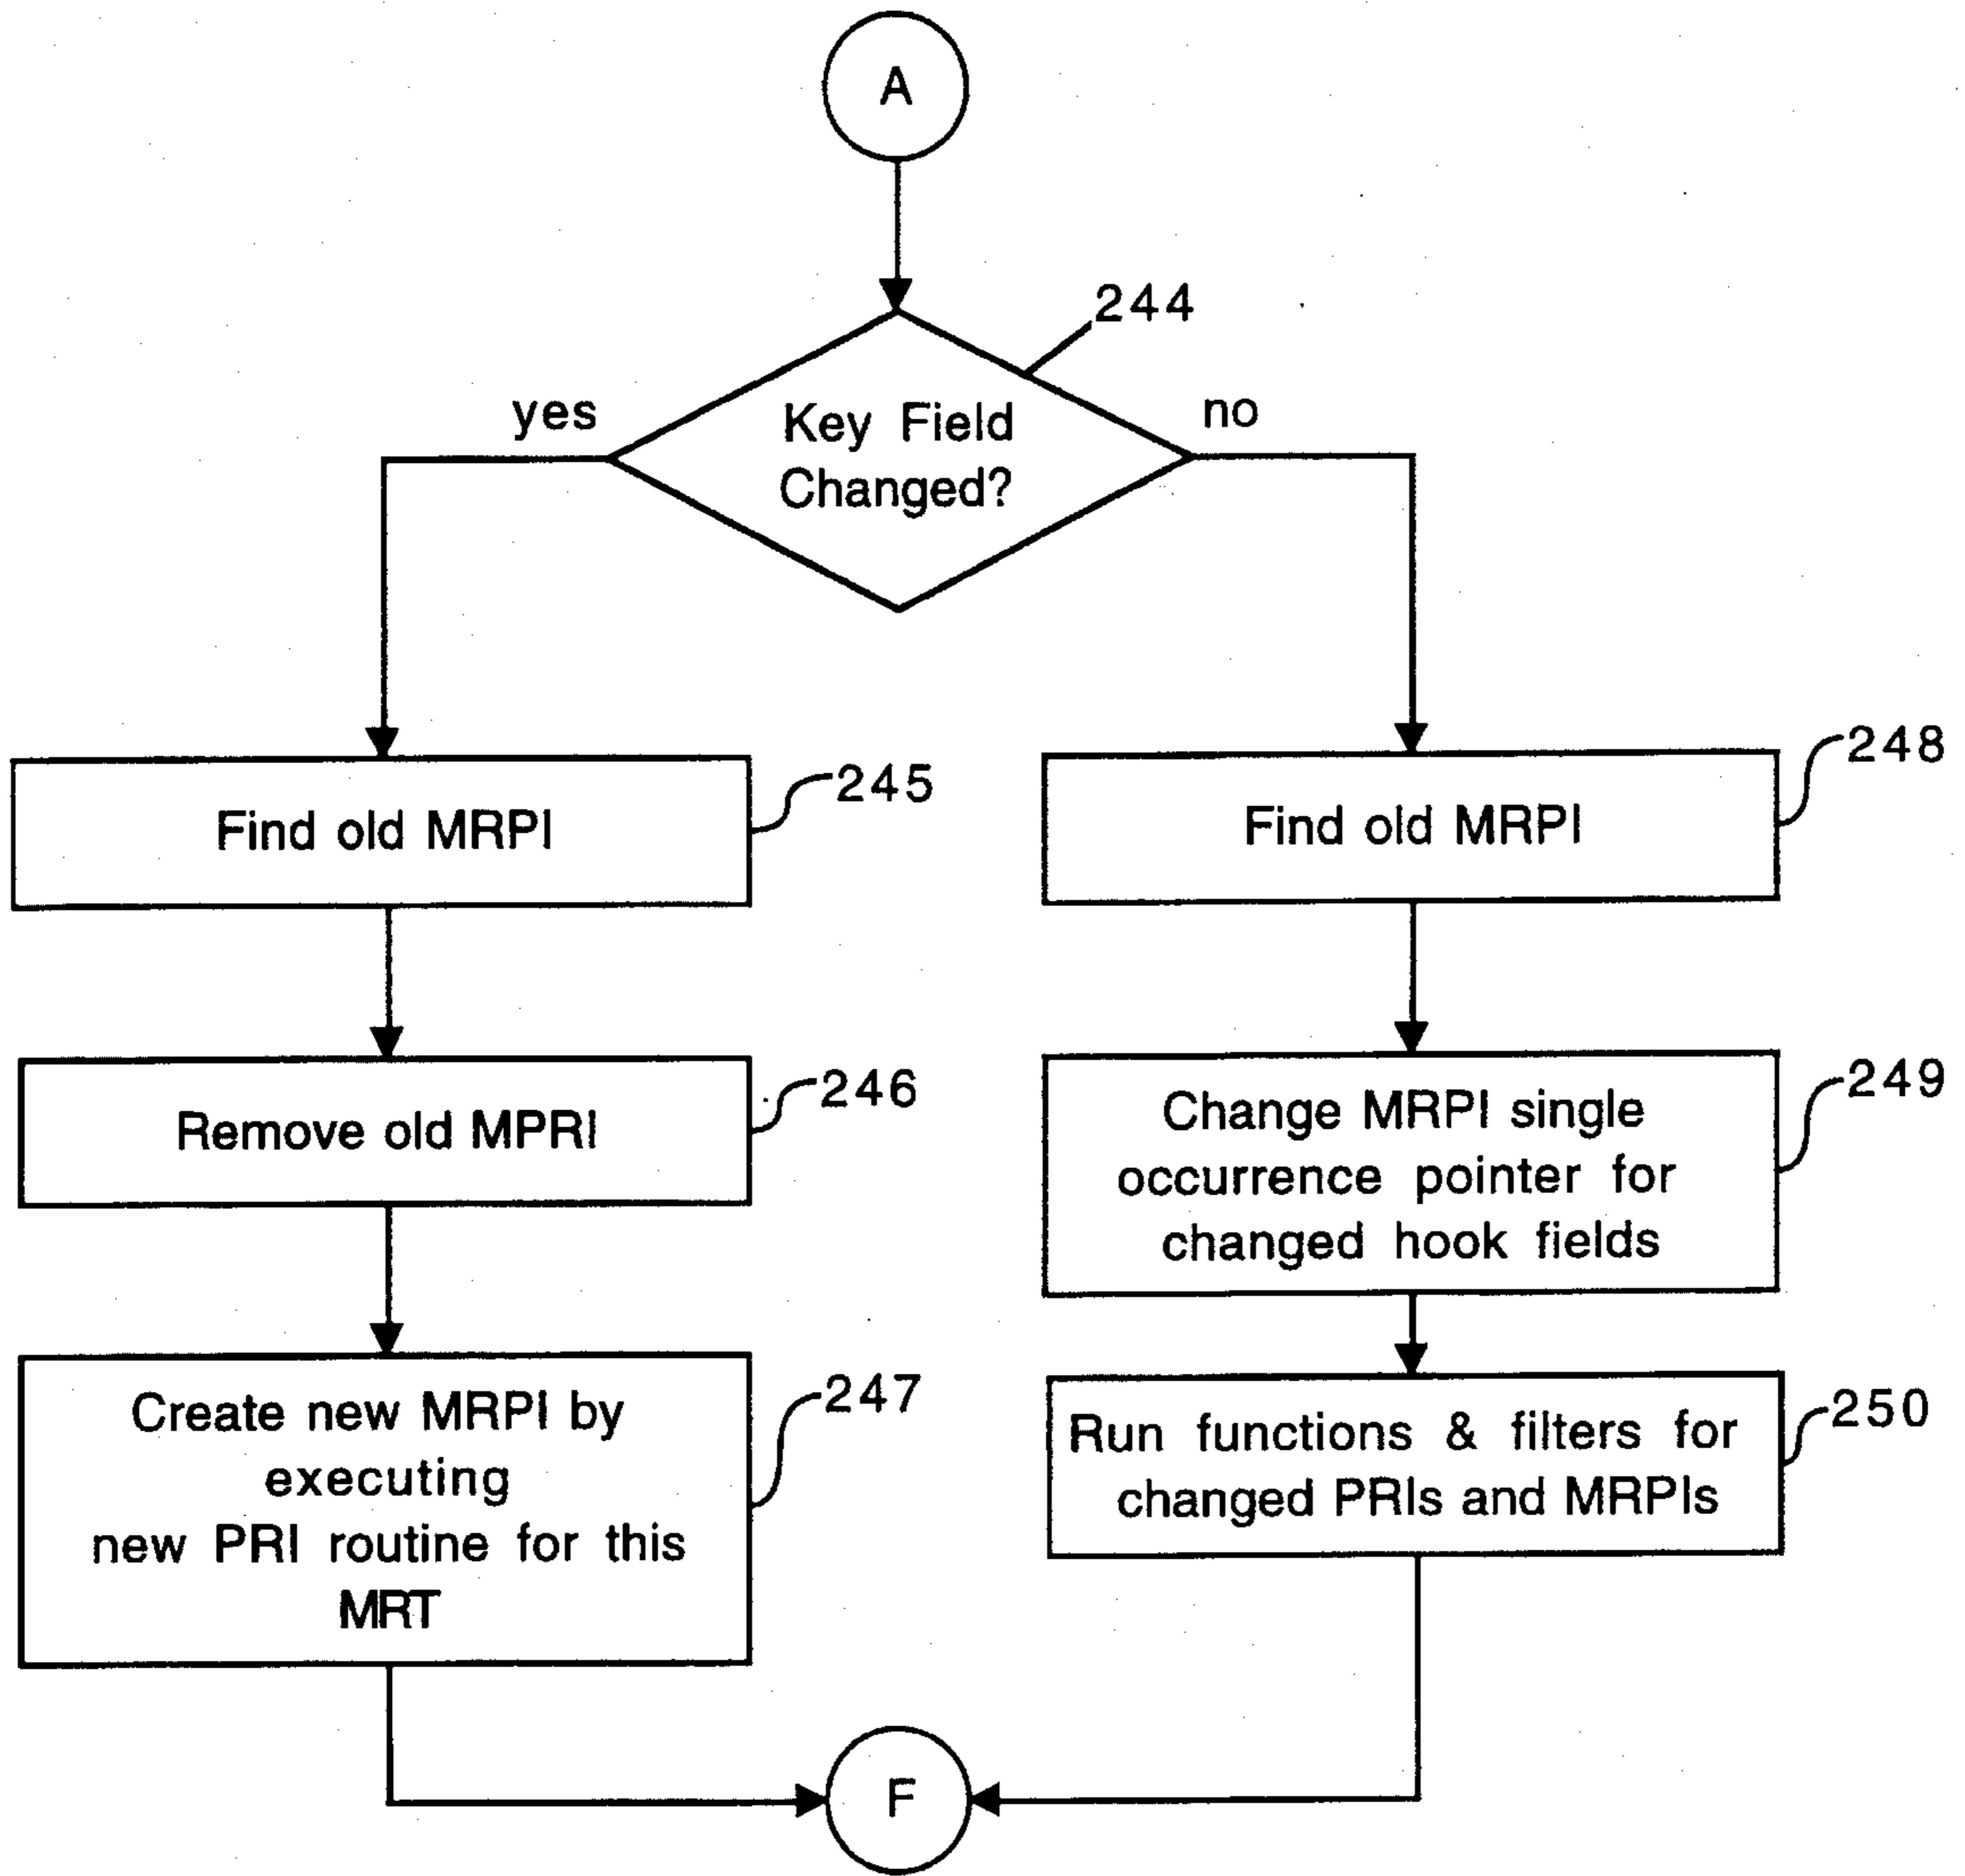 A
244
yes
no
Key Field
Changed?
245
Find old MRPI
248
Find old MRPI
246
Remove old MPRI
249
Change MRPI single
occurrence pointer for
changed hook fields
247
Create new MRPI by
executing
new PRI routine for this
MRT
250
Run functions & filters for
changed PRIs and MRPIs
F